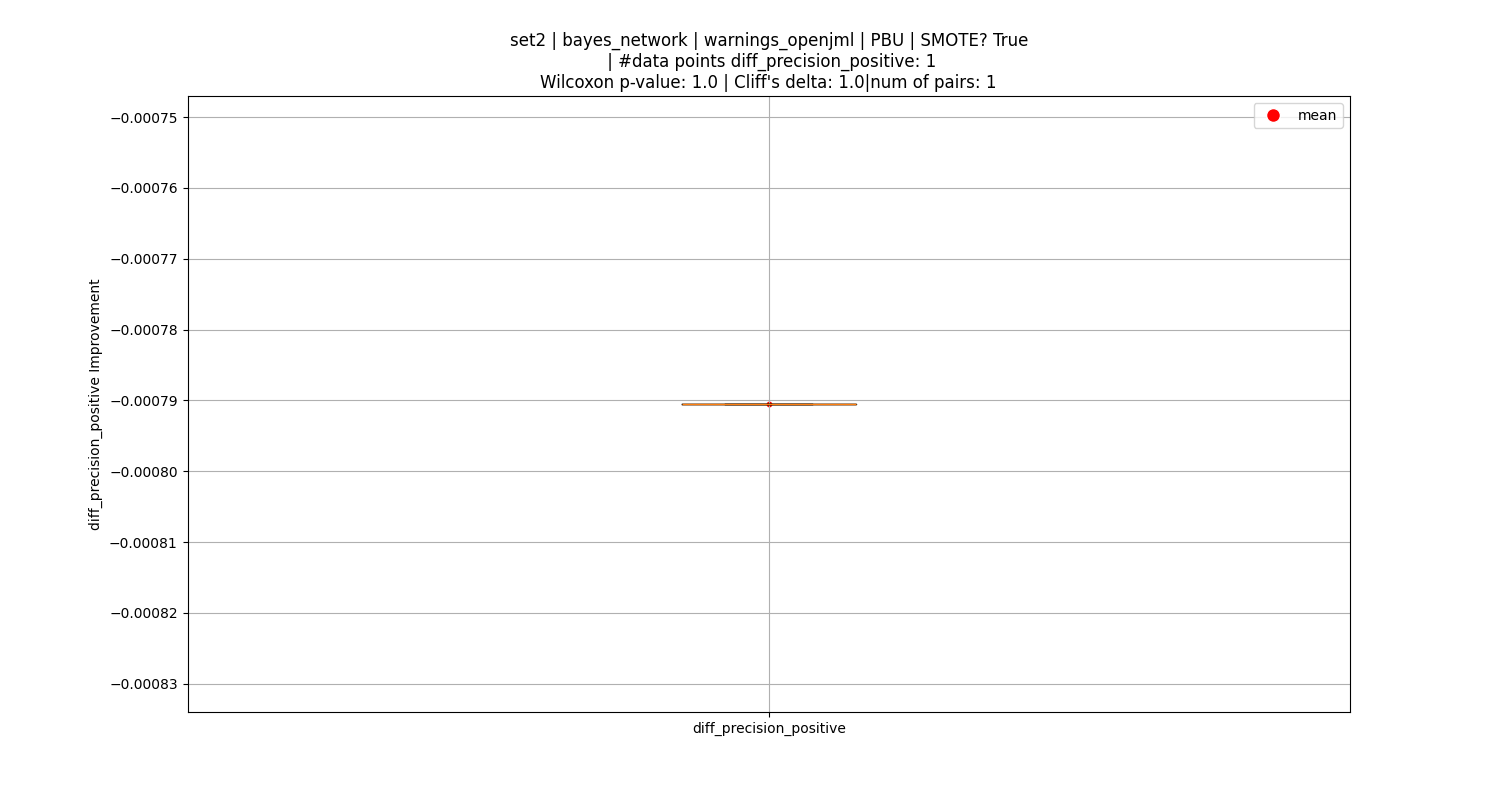 set2 | bayes_network | warnings_openjml | PBU | SMOTE? True
| #data points diff_precision_positive: 1
Wilcoxon p-value: 1.0 | Cliff's delta: 1.0|num of pairs: 1
mean
−0.00075
−0.00076
−0.00077
−0.00078
−0.00079
−0.00080
−0.00081
−0.00082
−0.00083
diff_precision_positive Improvement
diff_precision_positive